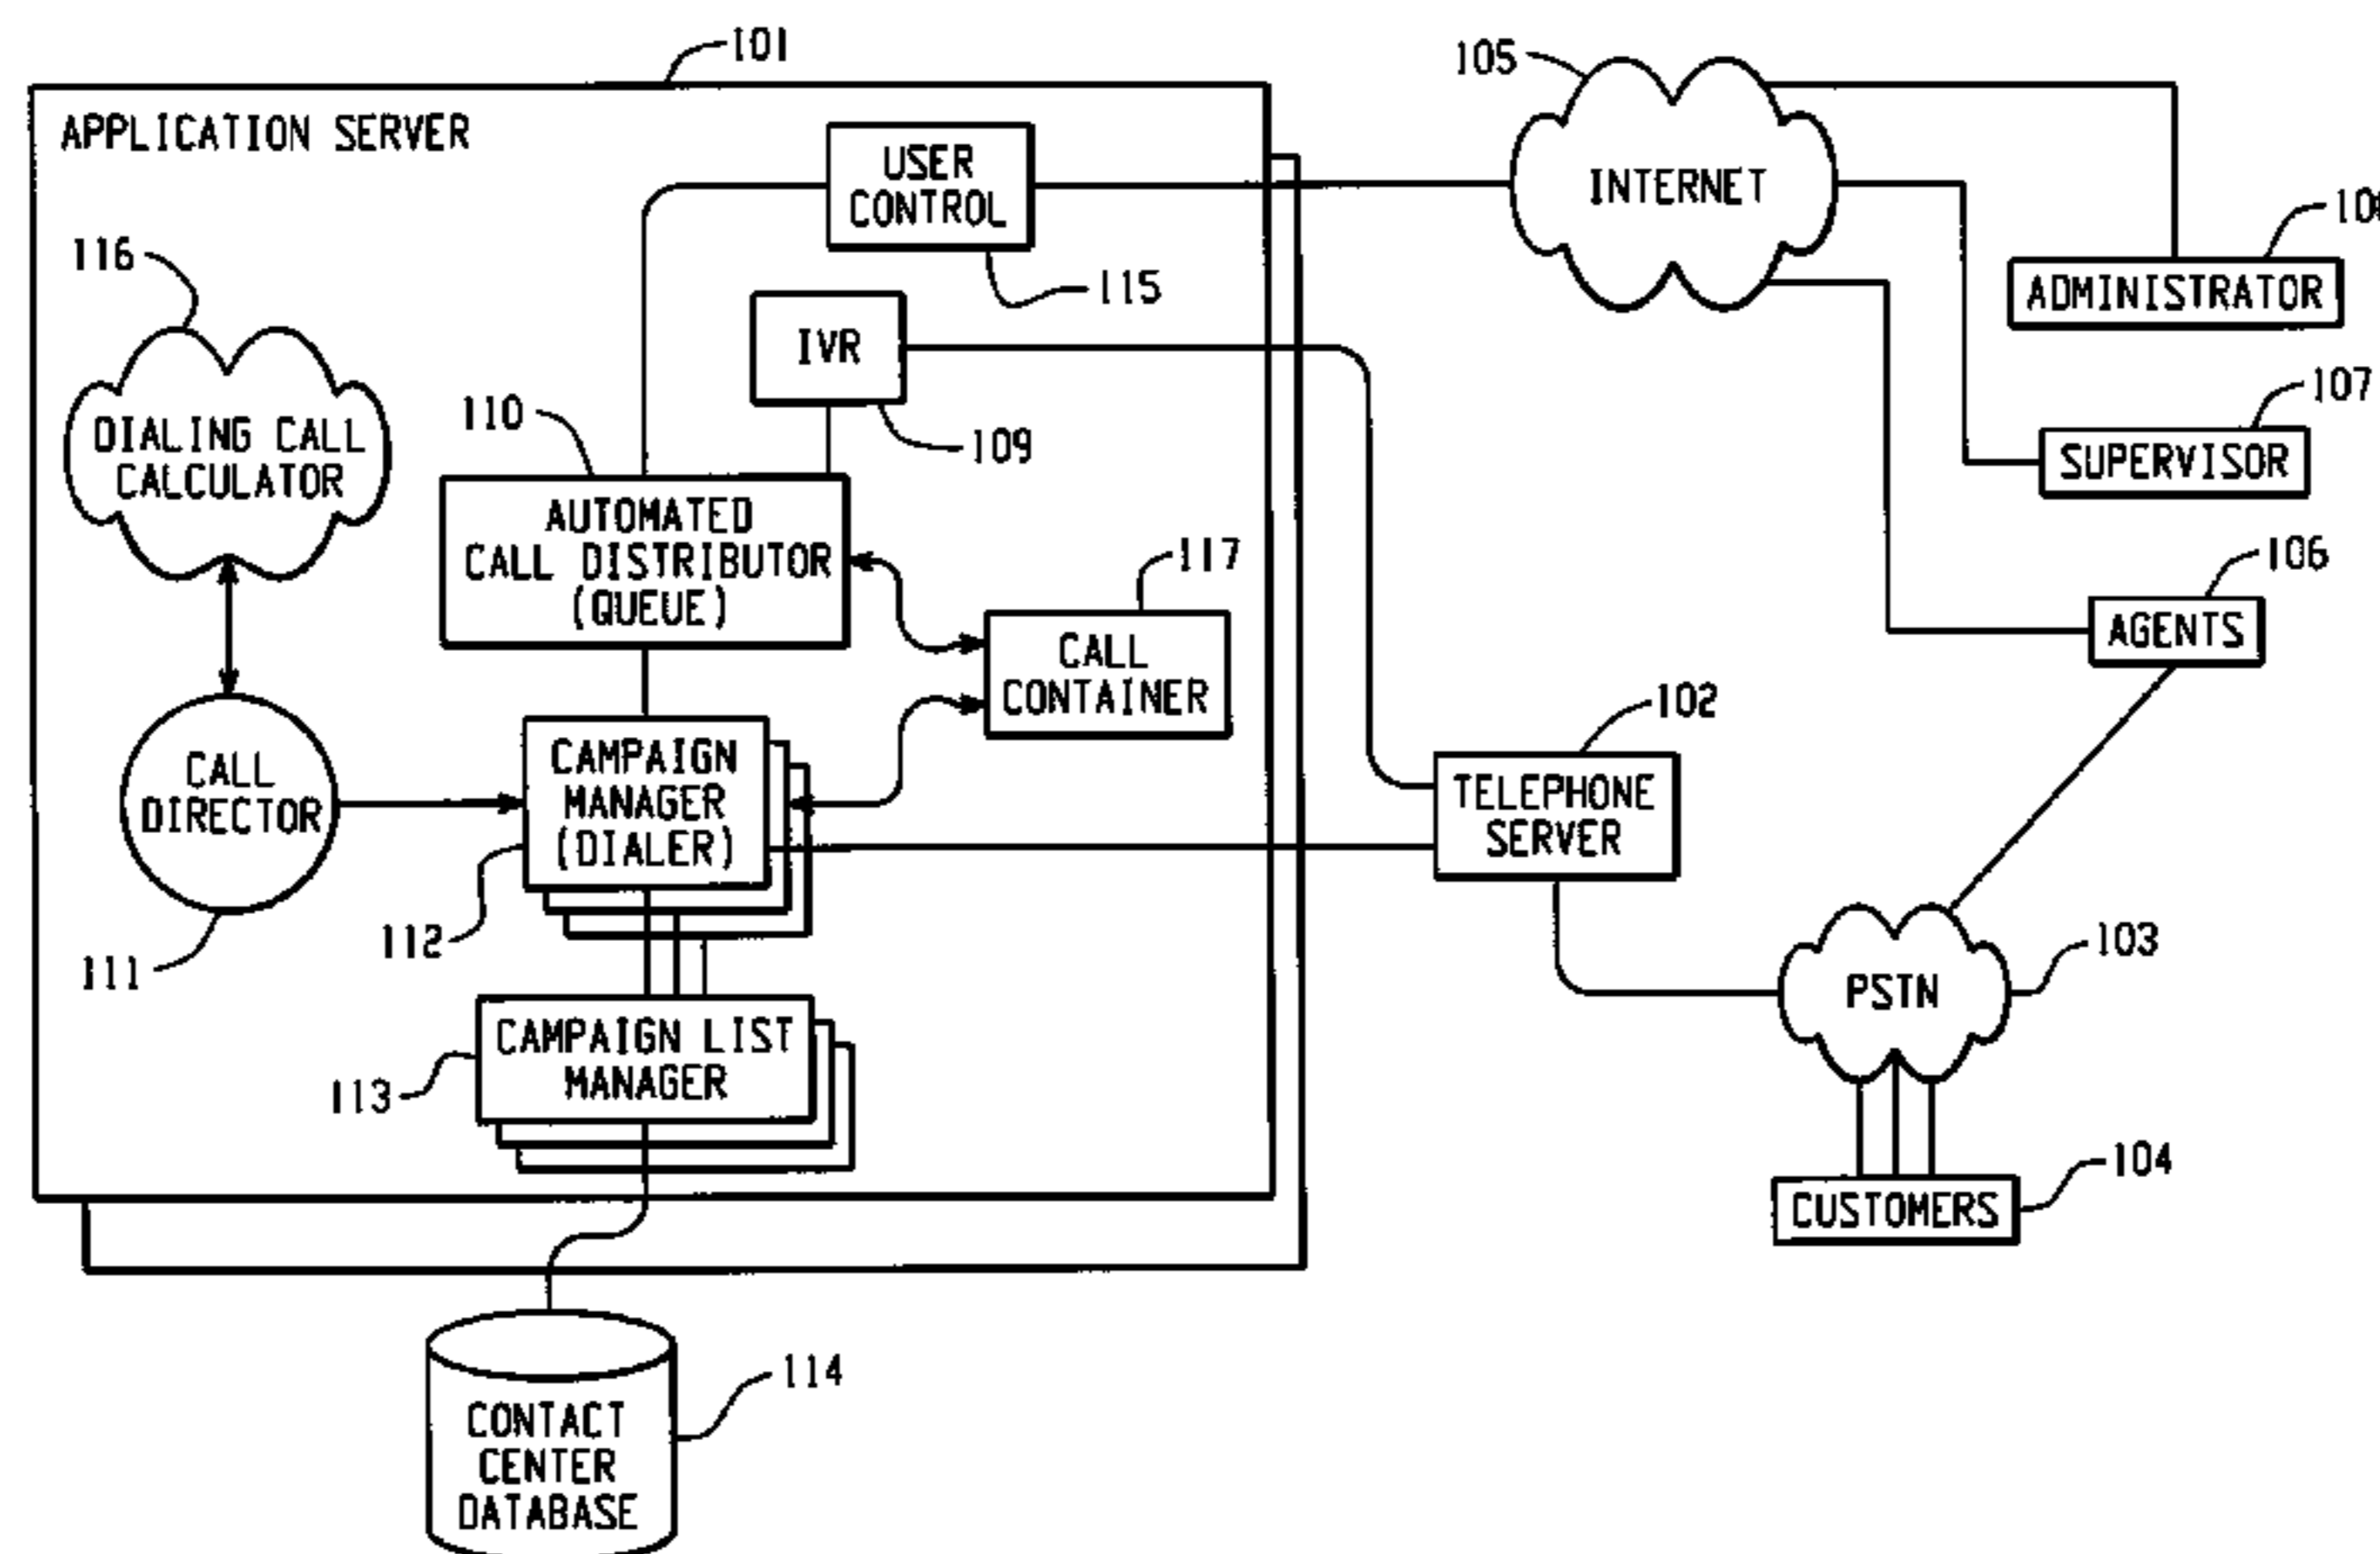 101
105
APPLICATION SERVER
USER
CONTROL
INTERNET
116
115
ADMINISTRATOR
IVR
107
110
109
SUPERVISOR
DIALING CALL
CALCULATOR
AUTOMATED
CALL DISTRIBUTOR
(QUEUE)
117
106
CALL
CONTAINER
AGENTS
102
CALL
DIRECTOR
CAMPAIGN
MANAGER
(DIALER)
TELEPHONE
SERVER
112
111
103
PSTN
CAMPAIGN LIST
MANAGER
113
104
CUSTOMERS
114
CONTACT
CENTER
DATABASE